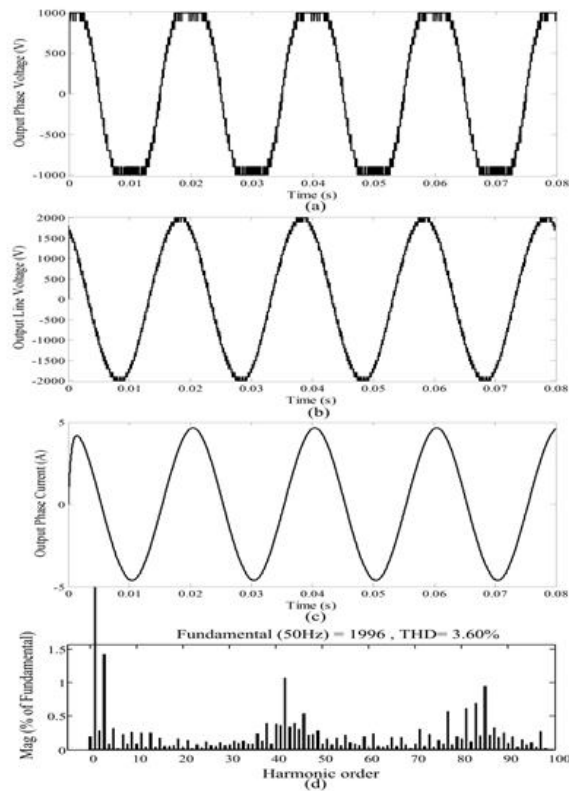 Output Phase Voltage (V)
1000
500
0
-500
-1000
0 0.01 0.02 0.03 0.04 0.05 0.06 0.07 0.08
Time (s)
(a)
Output Line Voltage (V)
2000
1500
1000
500
0
-500
-1000
-1500
-2000
0 0.01 0.02 0.03 0.04 0.05 0.06 0.07 0.08
Time (s)
(b)
Output Phase Current (A)
5
0
-5
0 0.01 0.02 0.03 0.04 0.05 0.06 0.07 0.08
Time (s)
(c)
Fundamental (50Hz) = 1996 , THD= 3.60%
Mag (% of Fundamental)
1.5
1
0.5
0
0 10 20 30 40 50 60 70 80 90 100
Harmonic order
(d)